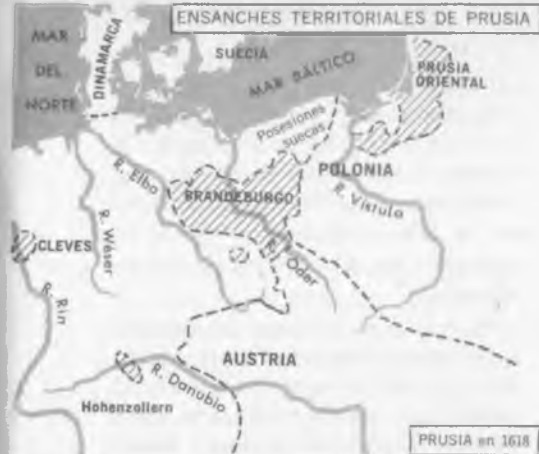 ENSANCHES TERRITORIALES DE PRUSIA
MAR
DEL
NORTE
DINAMARCA
SUECIA
MAR BÁLTICO
PRUSIA
ORIENTAL
Posesiones
suecas
POLONIA
R. Elba
BRANDEBURGO
R. Vistula
R. Weser
CLEVES
R. Oder
R. Rin
AUSTRIA
R. Danubio
Hohenzollern
PRUSIA en 1618